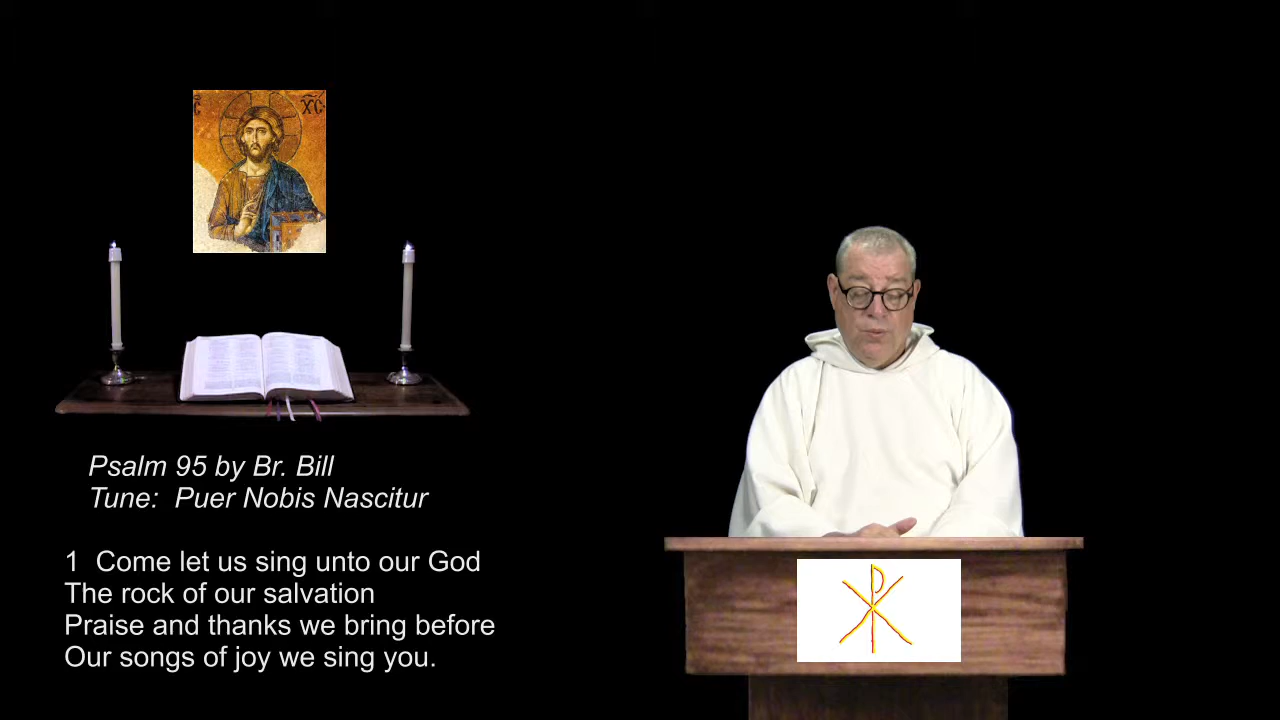 XC
Psalm 95 by Br. Bill
Tune: Puer Nobis Nascitur
1 Come let us sing unto our God
The rock of our salvation
Praise and thanks we bring before
Our songs of joy we sing you.